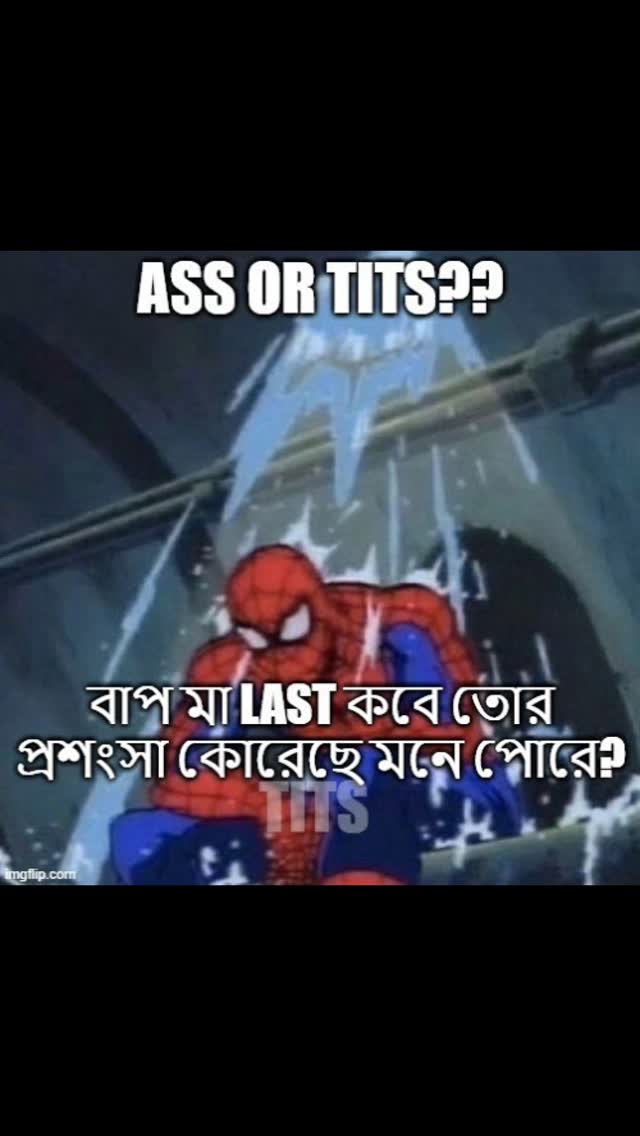 ASS OR TITS??
বাপ মা LAST কবে তোর
প্রশংসা কোরেছে মনে পোরে?
TITS
imgflip.com